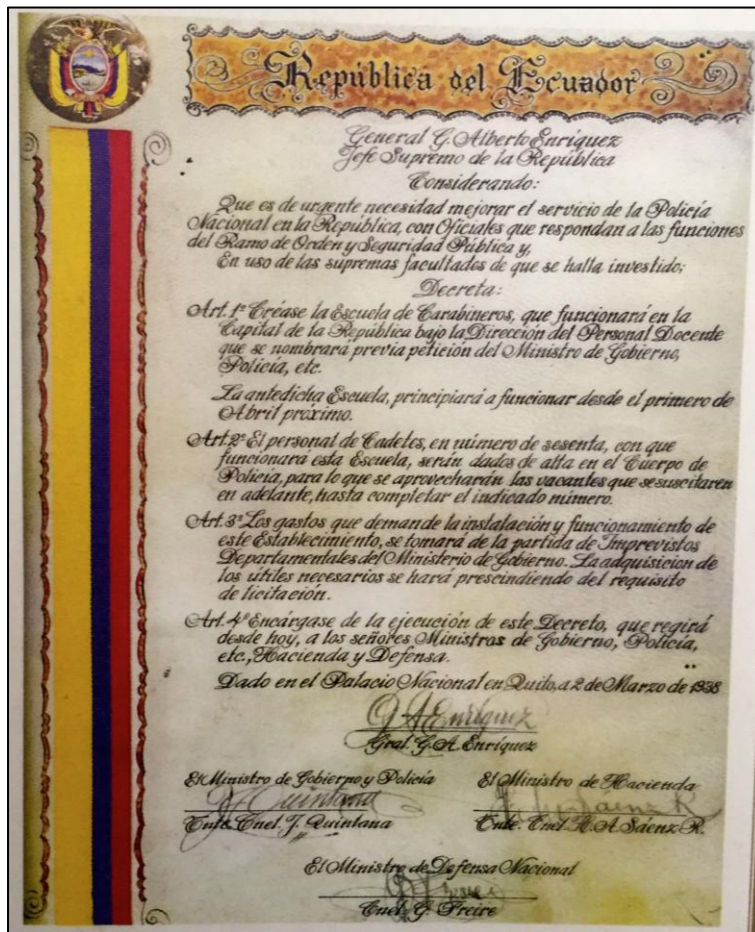 República del Ecuador
General G. Alberto Enríquez
Jefe Supremo de la República
Considerando:
Que es de urgente necesidad mejorar el servicio de la Policía
Nacional en la República, con Oficiales que respondan a las funciones
del Ramo de Orden y Seguridad Pública y,
En uso de las supremas facultades de que se halla investido;
Decreta:
Art. 1º Créase la Escuela de Carabineros, que funcionará en la
Capital de la República bajo la Dirección del Personal Docente
que se nombrará previa petición del Ministro de Gobierno,
Policía, etc.
La antedicha Escuela, principiará a funcionar desde el primero de
Abril próximo.
Art. 2º El personal de Cadetes, en número de sesenta, con que
funcionará esta Escuela, serán dados de alta en el Cuerpo de
Policía, para lo que se aprovecharán las vacantes que se suscitaren
en adelante, hasta completar el indicado número.
Art. 3º Los gastos que demande la instalación y funcionamiento de
este Establecimiento, se tomará de la partida de Imprevistos
Departamentales del Ministerio de Gobierno. La adquisición de
los útiles necesarios se hará prescindiendo del requisito
de licitación.
Art. 4º Encárgase de la ejecución de este Decreto, que regirá
desde hoy, a los señores Ministros de Gobierno, Policía,
etc., Hacienda y Defensa.
Dado en el Palacio Nacional en Quito, a 2 de Marzo de 1938
G A Enríquez
Gral. G. A. Enríquez
El Ministro de Gobierno y Policía
J Quintana
Tnte. Cnel. J. Quintana
El Ministro de Hacienda
Sáenz R
Tnte. Cnel. H. A. Sáenz R.
El Ministro de Defensa Nacional
G Freire
Cnel. G. Freire